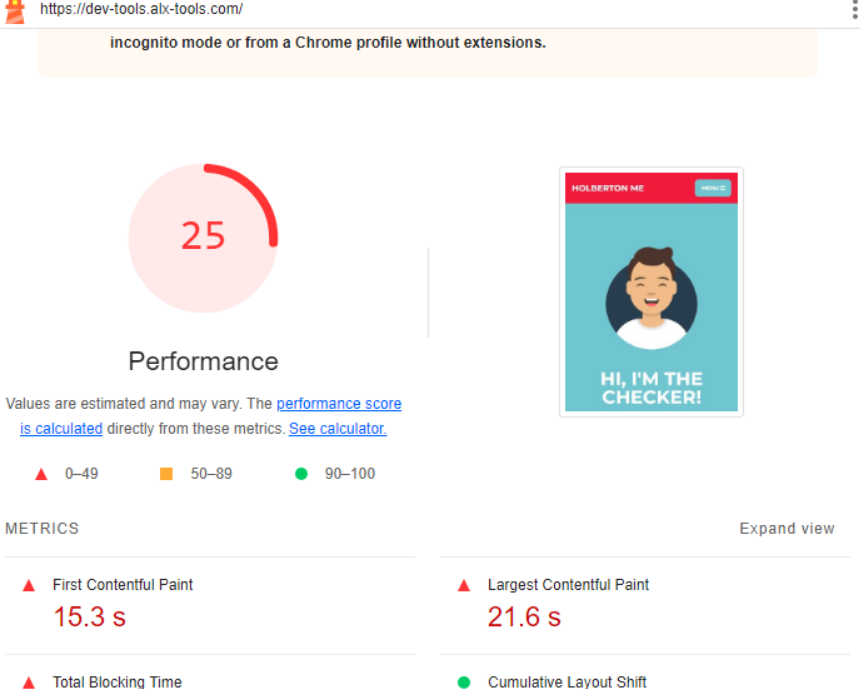 https://dev-tools.alx-tools.com/
incognito mode or from a Chrome profile without extensions.
25
Performance
Values are estimated and may vary. The performance score
is calculated directly from these metrics. See calculator.
0–49
50–89
90–100
HOLBERTON ME
MENU
HI, I'M THE
CHECKER!
METRICS
Expand view
First Contentful Paint
15.3 s
Largest Contentful Paint
21.6 s
Total Blocking Time
Cumulative Layout Shift